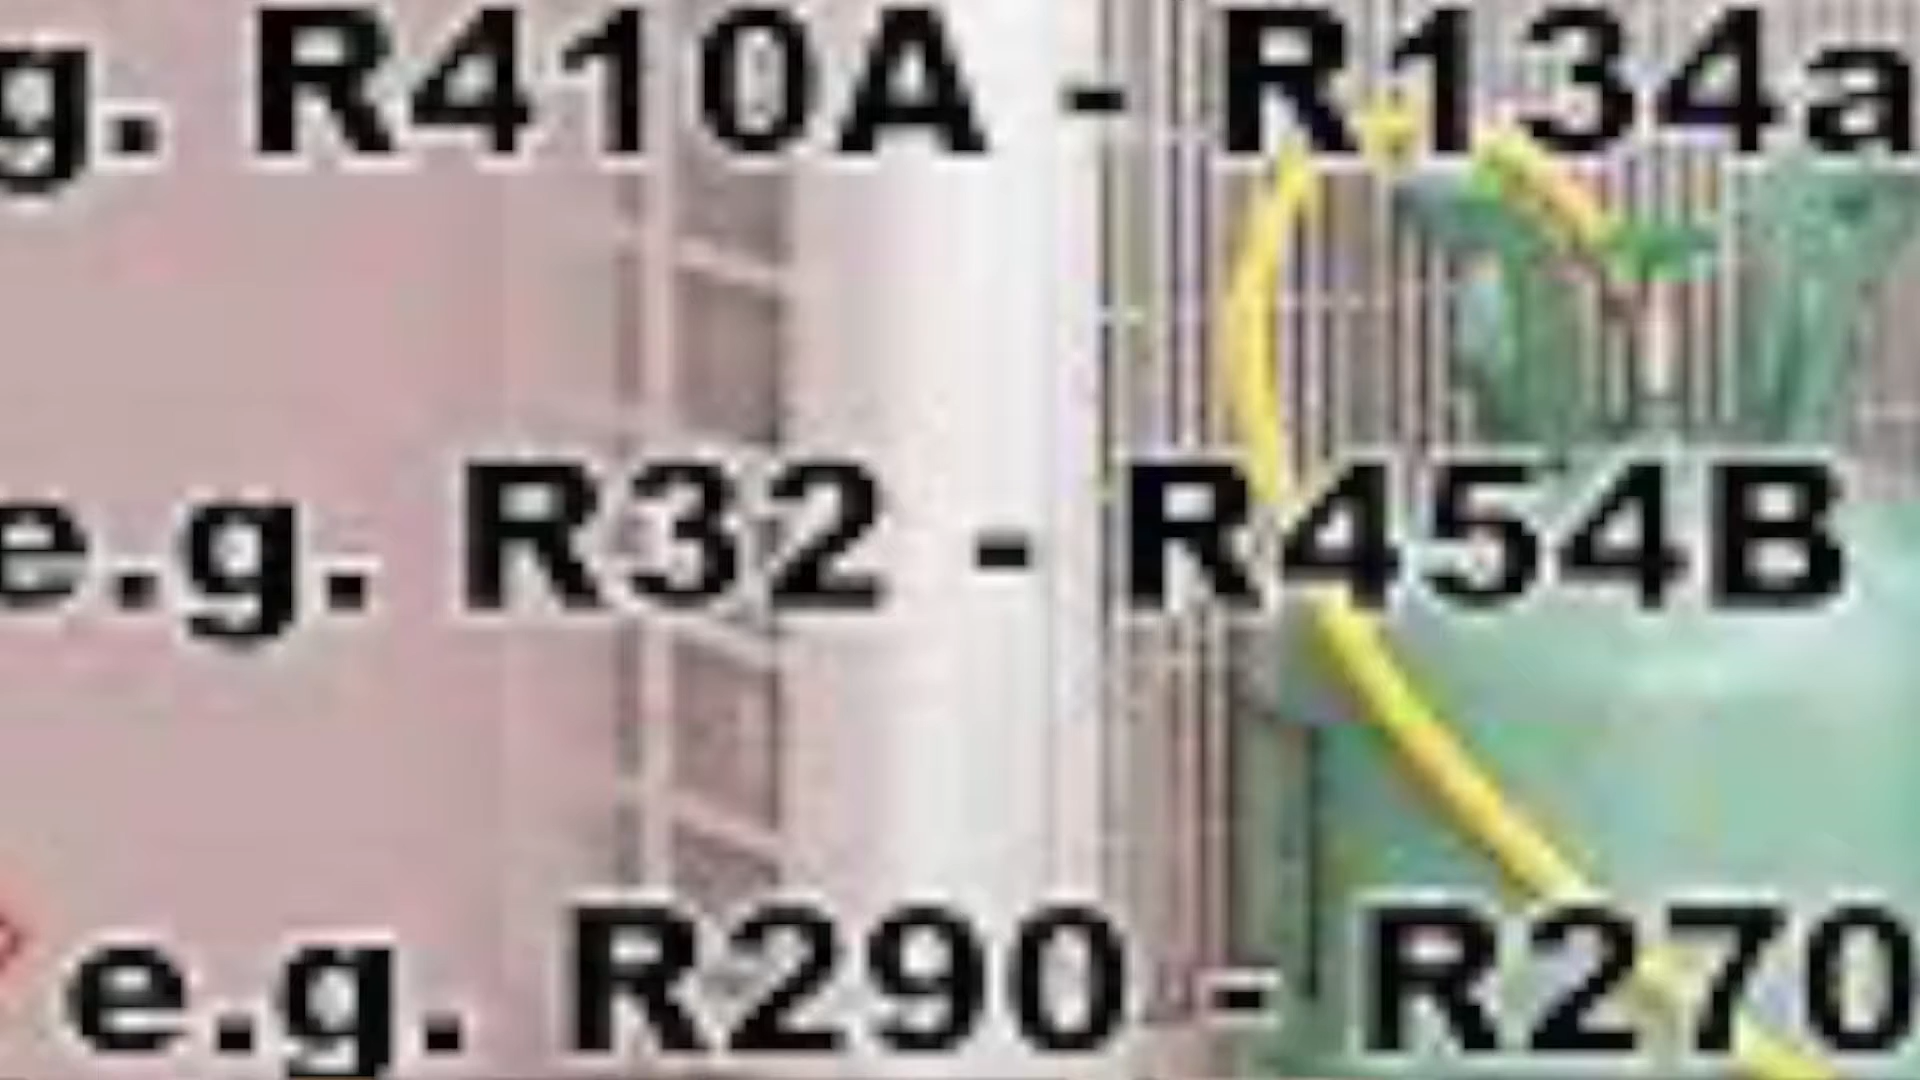 g. R410A - R134a
e.g. R32 - R454B
e.g. R290 - R270